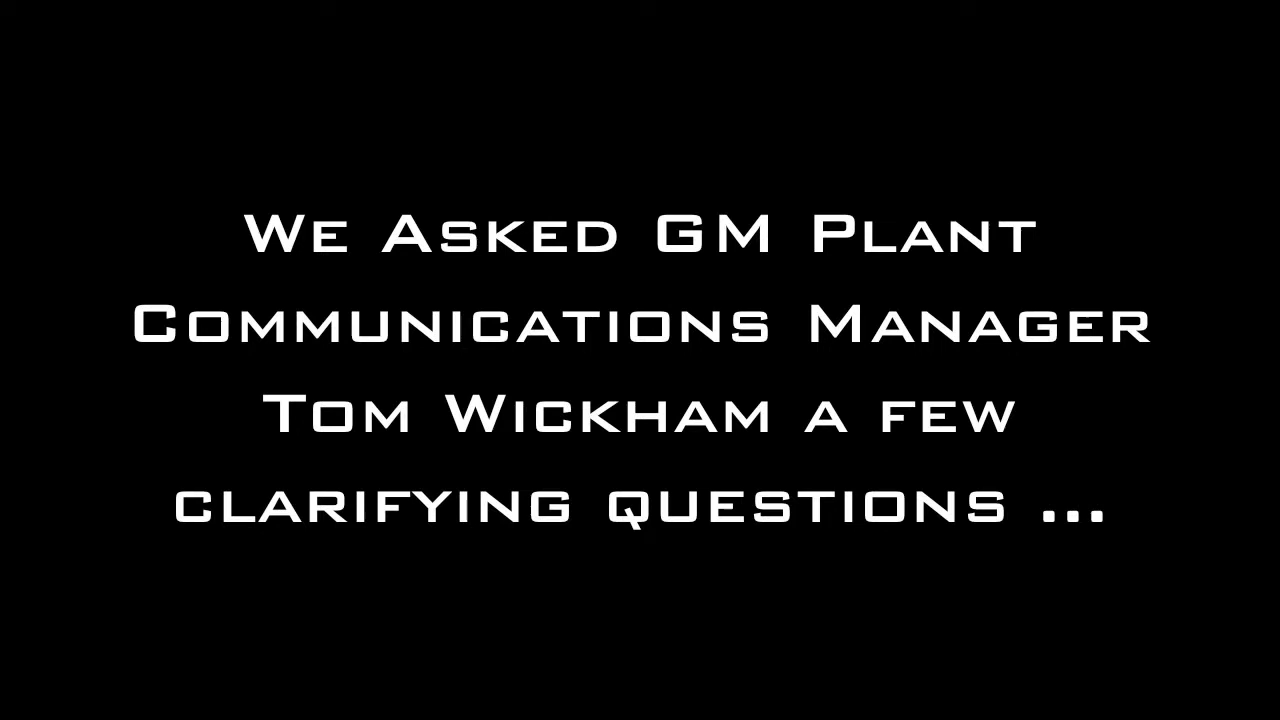 We Asked GM Plant
Communications Manager
Tom Wickham a few
clarifying questions ...